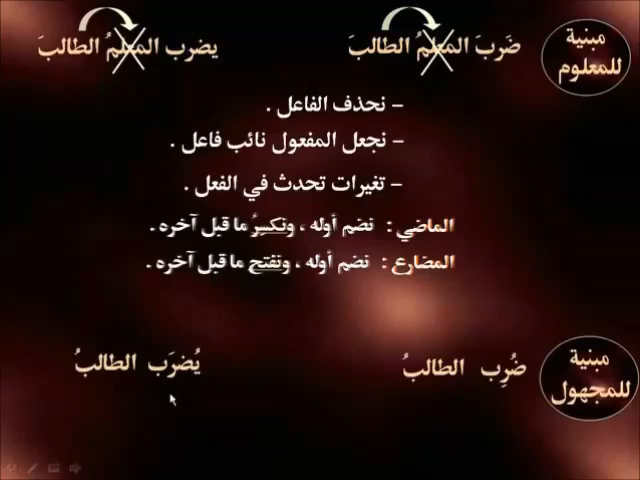 مبنية للمعلوم
ضَربَ المعلمُ الطالبَ
يضرب المعلمُ الطالبَ
– نحذف الفاعل .
– نجعل المفعول نائب فاعل .
– تغيرات تحدث في الفعل .
الماضي : نضم أوله ، ونكسِرُ ما قبل آخره .
المضارع : نضم أوله ، ونفتح ما قبل آخره .
مبنية للمجهول
ضُرِب الطالبُ
يُضرَب الطالبُ